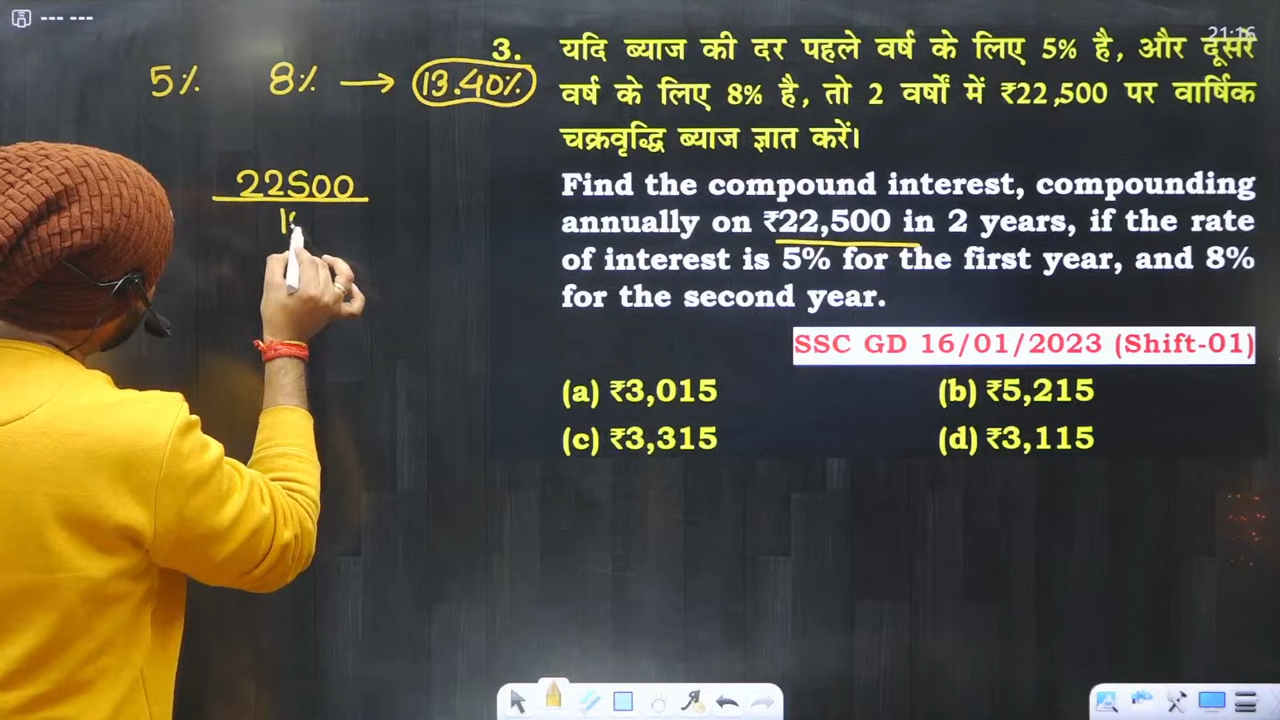 21:16
3. यदि ब्याज की दर पहले वर्ष के लिए 5% है, और दूसरे
वर्ष के लिए 8% है, तो 2 वर्षों में ₹22,500 पर वार्षिक
चक्रवृद्धि ब्याज ज्ञात करें।
5% 8% → 13.40%
22500
Find the compound interest, compounding
annually on ₹22,500 in 2 years, if the rate
of interest is 5% for the first year, and 8%
for the second year.
SSC GD 16/01/2023 (Shift-01)
(a) ₹3,015 (b) ₹5,215
(c) ₹3,315 (d) ₹3,115